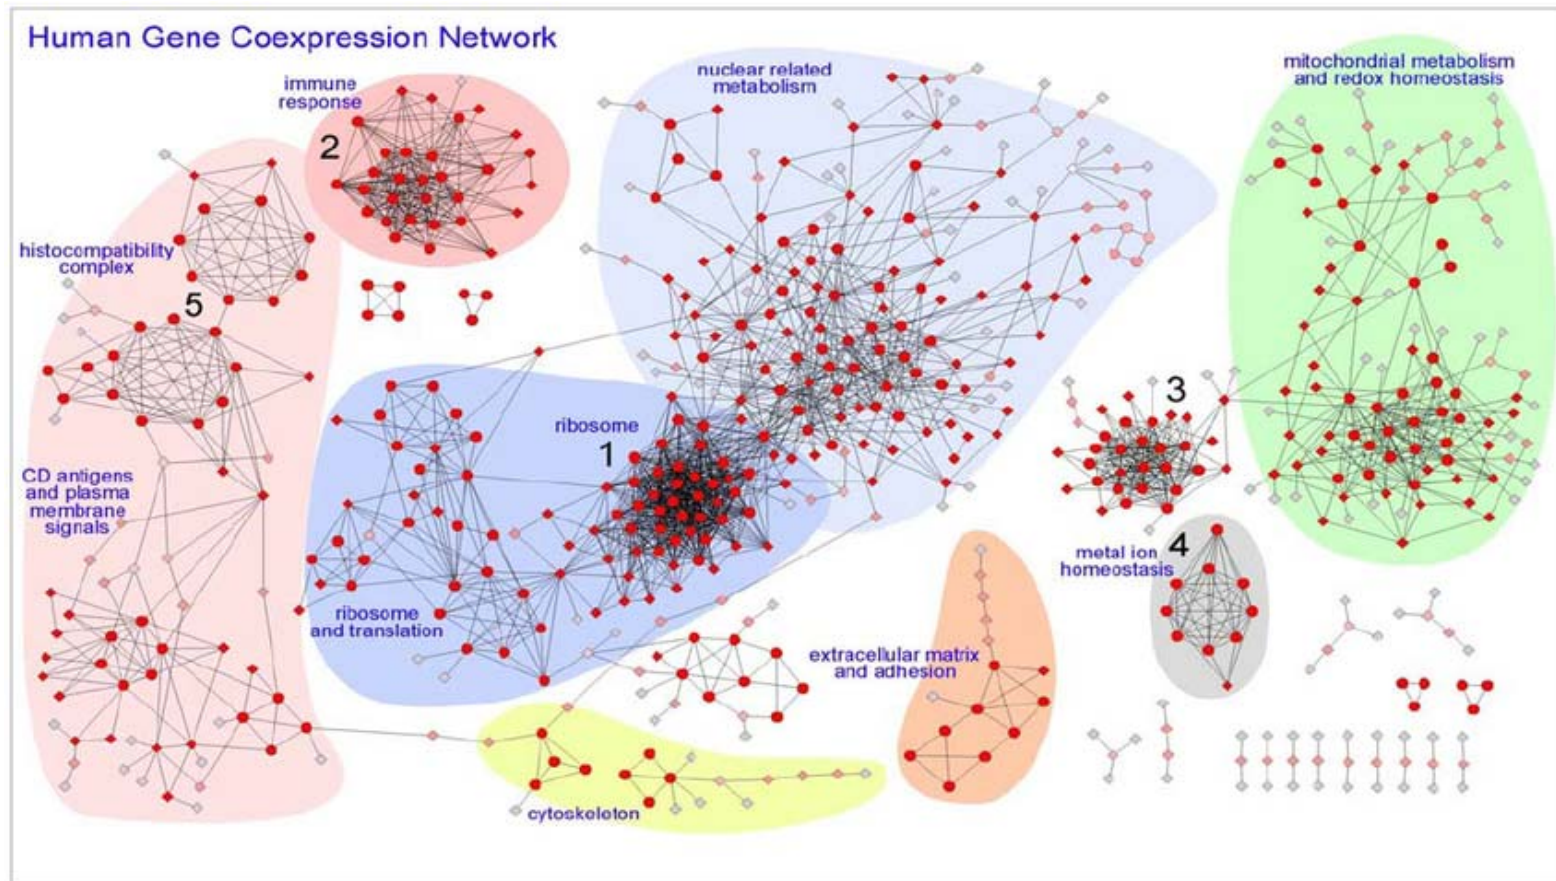 Human Gene Coexpression Network
immune
response
2
nuclear related
metabolism
mitochondrial metabolism
and redox homeostasis
histocompatibility
complex
5
3
ribosome
1
CD antigens
and plasma
membrane
signals
metal ion
homeostasis
4
ribosome
and translation
extracellular matrix
and adhesion
cytoskeleton